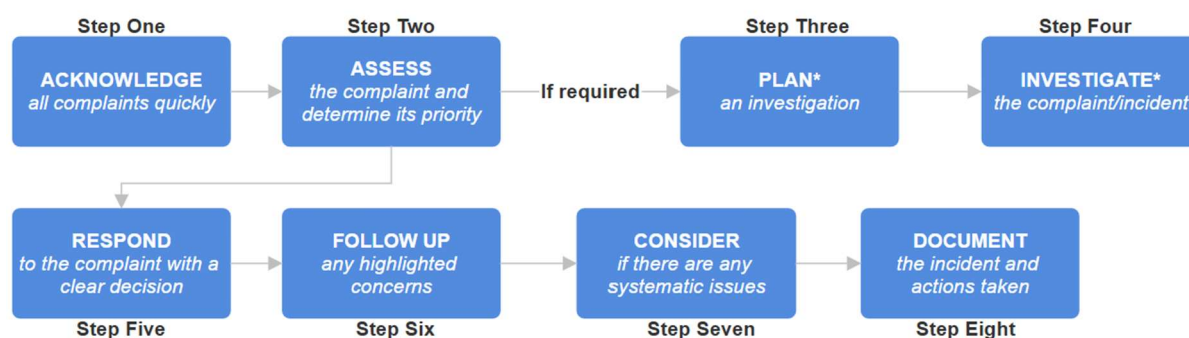 Step One
ACKNOWLEDGE
all complaints quickly
Step Two
ASSESS
the complaint and
determine its priority
If required
Step Three
PLAN*
an investigation
Step Four
INVESTIGATE*
the complaint/incident
RESPOND
to the complaint with a
clear decision
Step Five
FOLLOW UP
any highlighted
concerns
Step Six
CONSIDER
if there are any
systematic issues
Step Seven
DOCUMENT
the incident and
actions taken
Step Eight